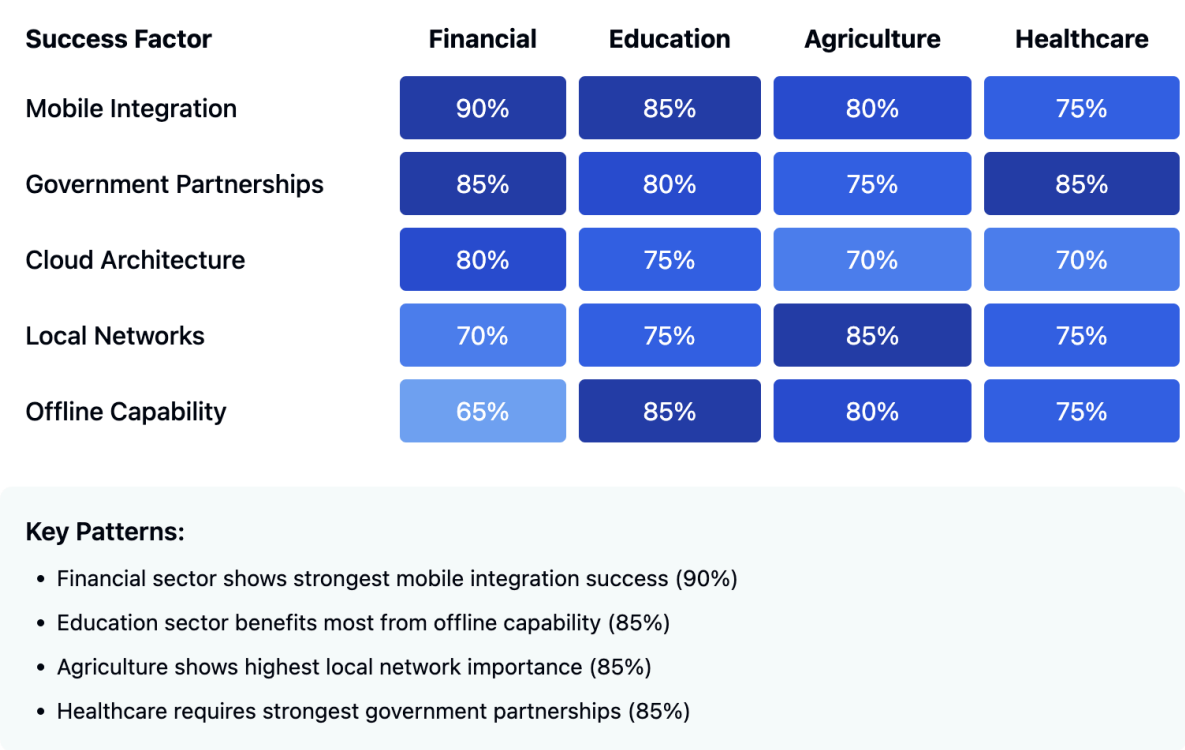 Success Factor Financial Education Agriculture Healthcare
Mobile Integration 90% 85% 80% 75%
Government Partnerships 85% 80% 75% 85%
Cloud Architecture 80% 75% 70% 70%
Local Networks 70% 75% 85% 75%
Offline Capability 65% 85% 80% 75%
Key Patterns:
• Financial sector shows strongest mobile integration success (90%)
• Education sector benefits most from offline capability (85%)
• Agriculture shows highest local network importance (85%)
• Healthcare requires strongest government partnerships (85%)